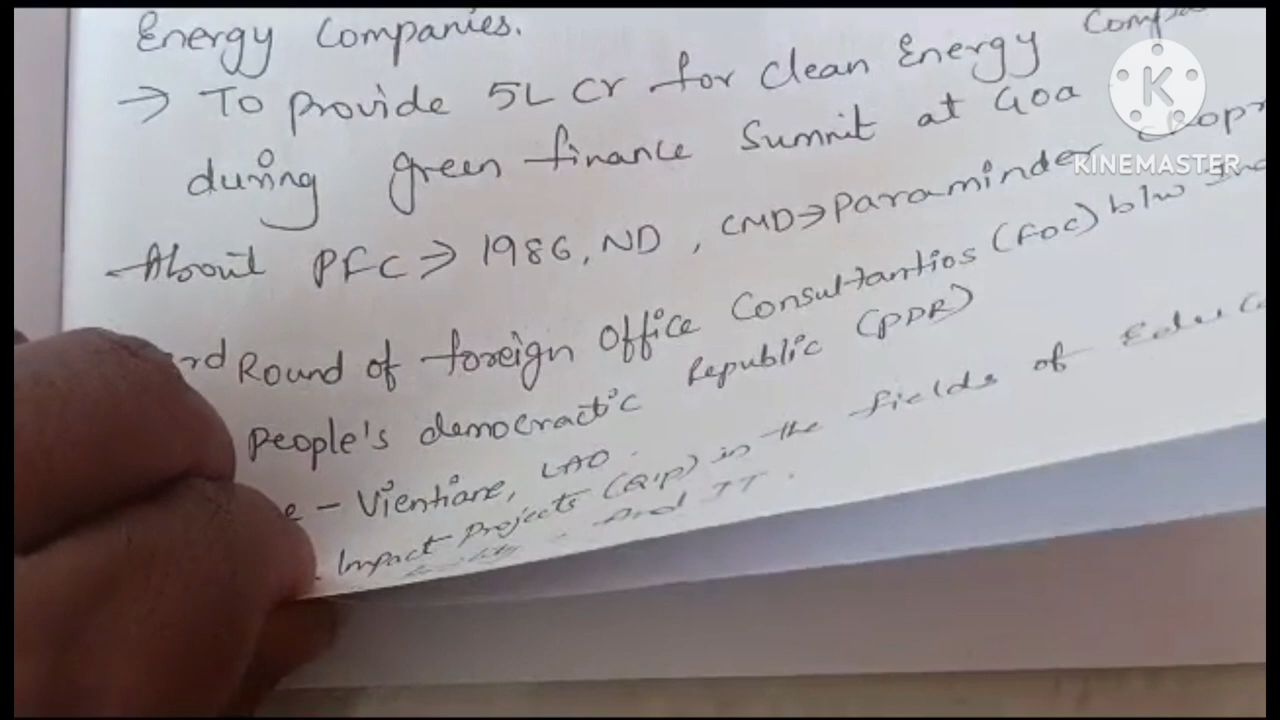 Energy Companies.
→ To provide 5L Cr for Clean Energy
during green finance Summit at Goa
KINEMASTER
About PFC → 1986, ND, CMD → Paraminder
rd Round of foreign Office Consultantios (FOC) b/w
People's democractic Republic (PDR)
e - Vientiane, LAO.
Impact Projects (QIP) in the fields of
And IT.